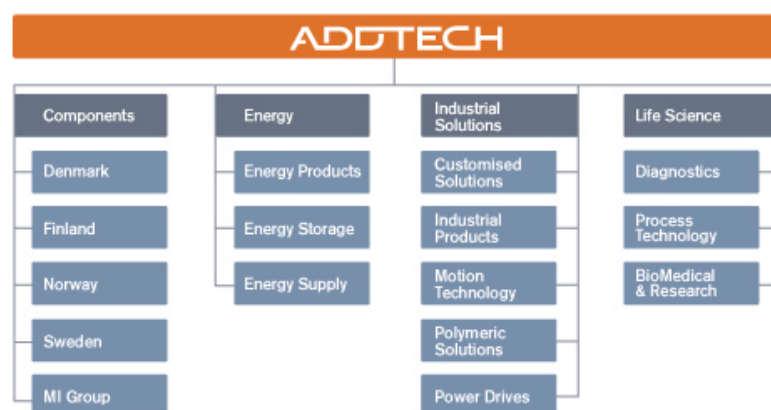 ADDTECH
Components
Denmark
Finland
Norway
Sweden
MI Group
Energy
Energy Products
Energy Storage
Energy Supply
Industrial
Solutions
Customised
Solutions
Industrial
Products
Motion
Technology
Polymeric
Solutions
Power Drives
Life Science
Diagnostics
Process
Technology
BioMedical
& Research